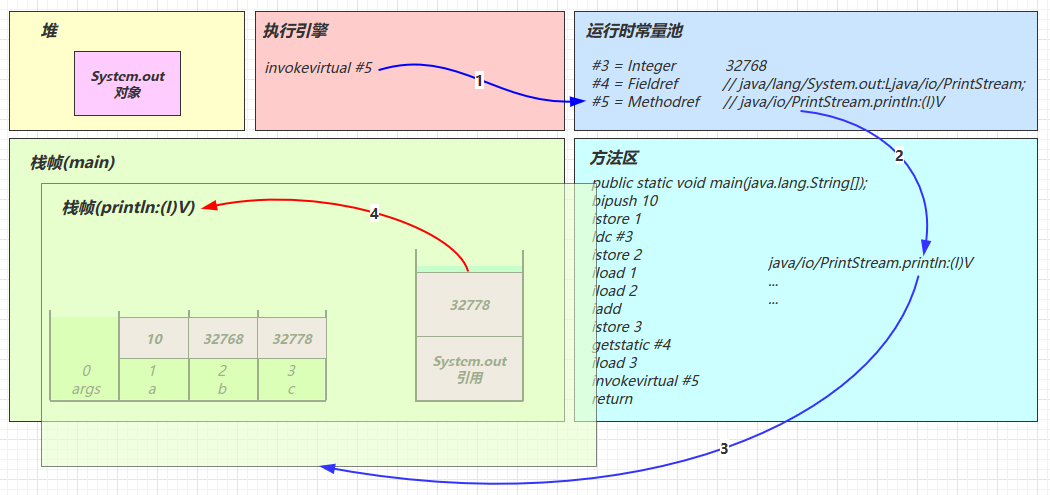 堆
System.out
对象
执行引擎
invokevirtual #5
1
运行时常量池
#3 = Integer 32768
#4 = Fieldref // java/lang/System.out:Ljava/io/PrintStream;
#5 = Methodref // java/io/PrintStream.println:(I)V
2
栈帧(main)
栈帧(println:(I)V)
4
32778
System.out
引用
10 32768 32778
0 1 2 3
args a b c
方法区
public static void main(java.lang.String[]);
bipush 10
istore 1
ldc #3
istore 2
iload 1
iload 2
iadd
istore 3
getstatic #4
iload 3
invokevirtual #5
return
java/io/PrintStream.println:(I)V
...
...
3